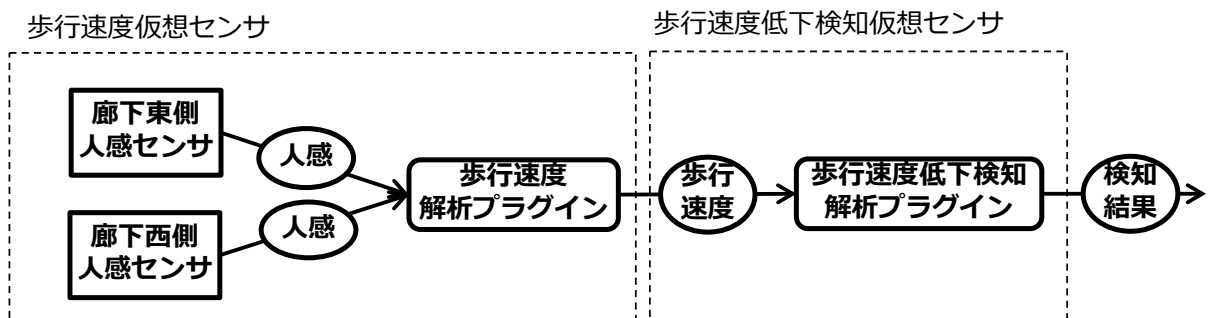 歩行速度仮想センサ
歩行速度低下検知仮想センサ
廊下東側
人感センサ
人感
廊下西側
人感センサ
人感
歩行速度
解析プラグイン
歩行
速度
歩行速度低下検知
解析プラグイン
検知
結果